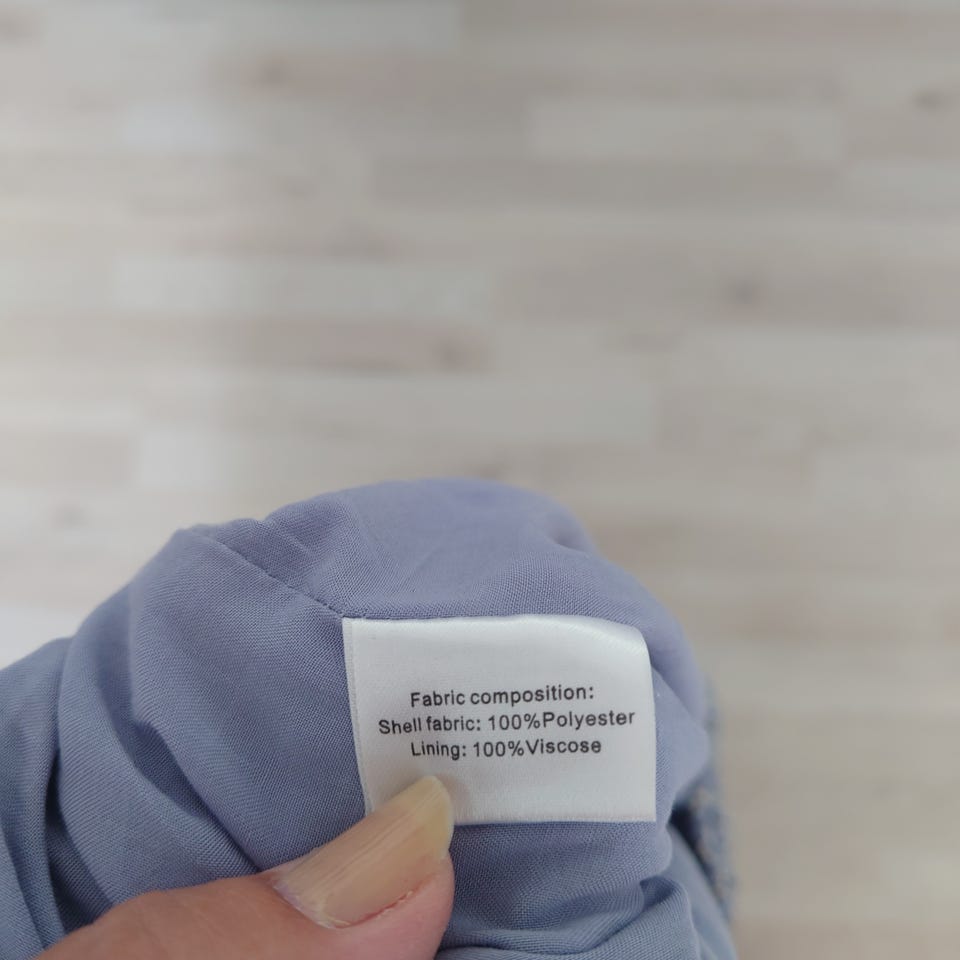 Fabric composition:
Shell fabric: 100%Polyester
Lining: 100%Viscose